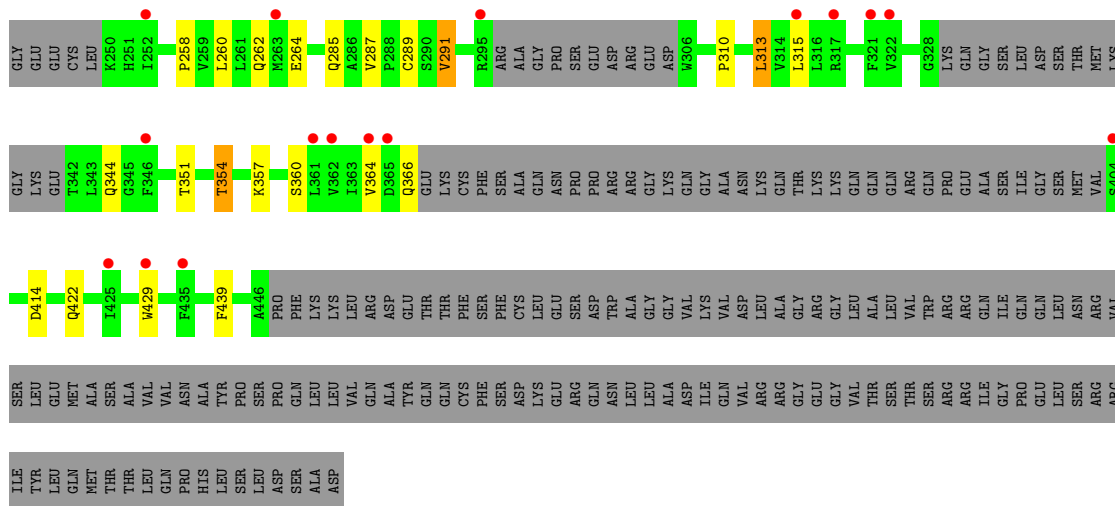 GLY GLU GLU CYS LEU K250 H251 I252 P258 V259 L260 L261 Q262 M263 E264 Q285 A286 V287 P288 C289 S290 V291 R295 ARG ALA GLY PRO SER GLU ASP ARG GLU ASP W306 P310 L313 V314 L315 L316 R317 F321 V322 G328 LYS GLN GLY SER LEU ASP SER THR MET LYS
GLY LYS GLU T342 L343 Q344 G345 F346 T351 T354 K357 S360 L361 V362 I363 V364 D365 Q366 GLU LYS CYS PHE SER ALA GLN ASN PRO PRO ARG ARG GLY LYS GLN GLY ALA ASN LYS GLN THR LYS LYS GLN GLN GLN ARG GLN PRO GLU ALA SER ILE GLY SER MET VAL S404
D414 Q422 I425 W429 F435 F439 A446 PRO PHE LYS LYS LEU ARG ASP GLU THR THR PHE SER PHE CYS LEU GLU SER ASP TRP ALA GLY GLY VAL LYS VAL ASP LEU ALA GLY ARG GLY LEU ALA LEU VAL TRP ARG ARG GLN ILE GLN GLN LEU ASN ARG VAL
SER LEU GLU MET ALA SER ALA VAL VAL ASN ALA TYR PRO SER PRO GLN LEU LEU VAL GLN ALA TYR GLN GLN CYS PHE SER ASP LYS GLU ARG GLN ASN LEU LEU ALA ASP ILE GLN VAL ARG ARG GLY GLU GLY VAL THR SER THR SER ARG ARG ILE GLY PRO GLU LEU SER ARG ARG
ILE TYR LEU GLN MET THR THR LEU GLN PRO HIS LEU SER LEU ASP SER ALA ASP